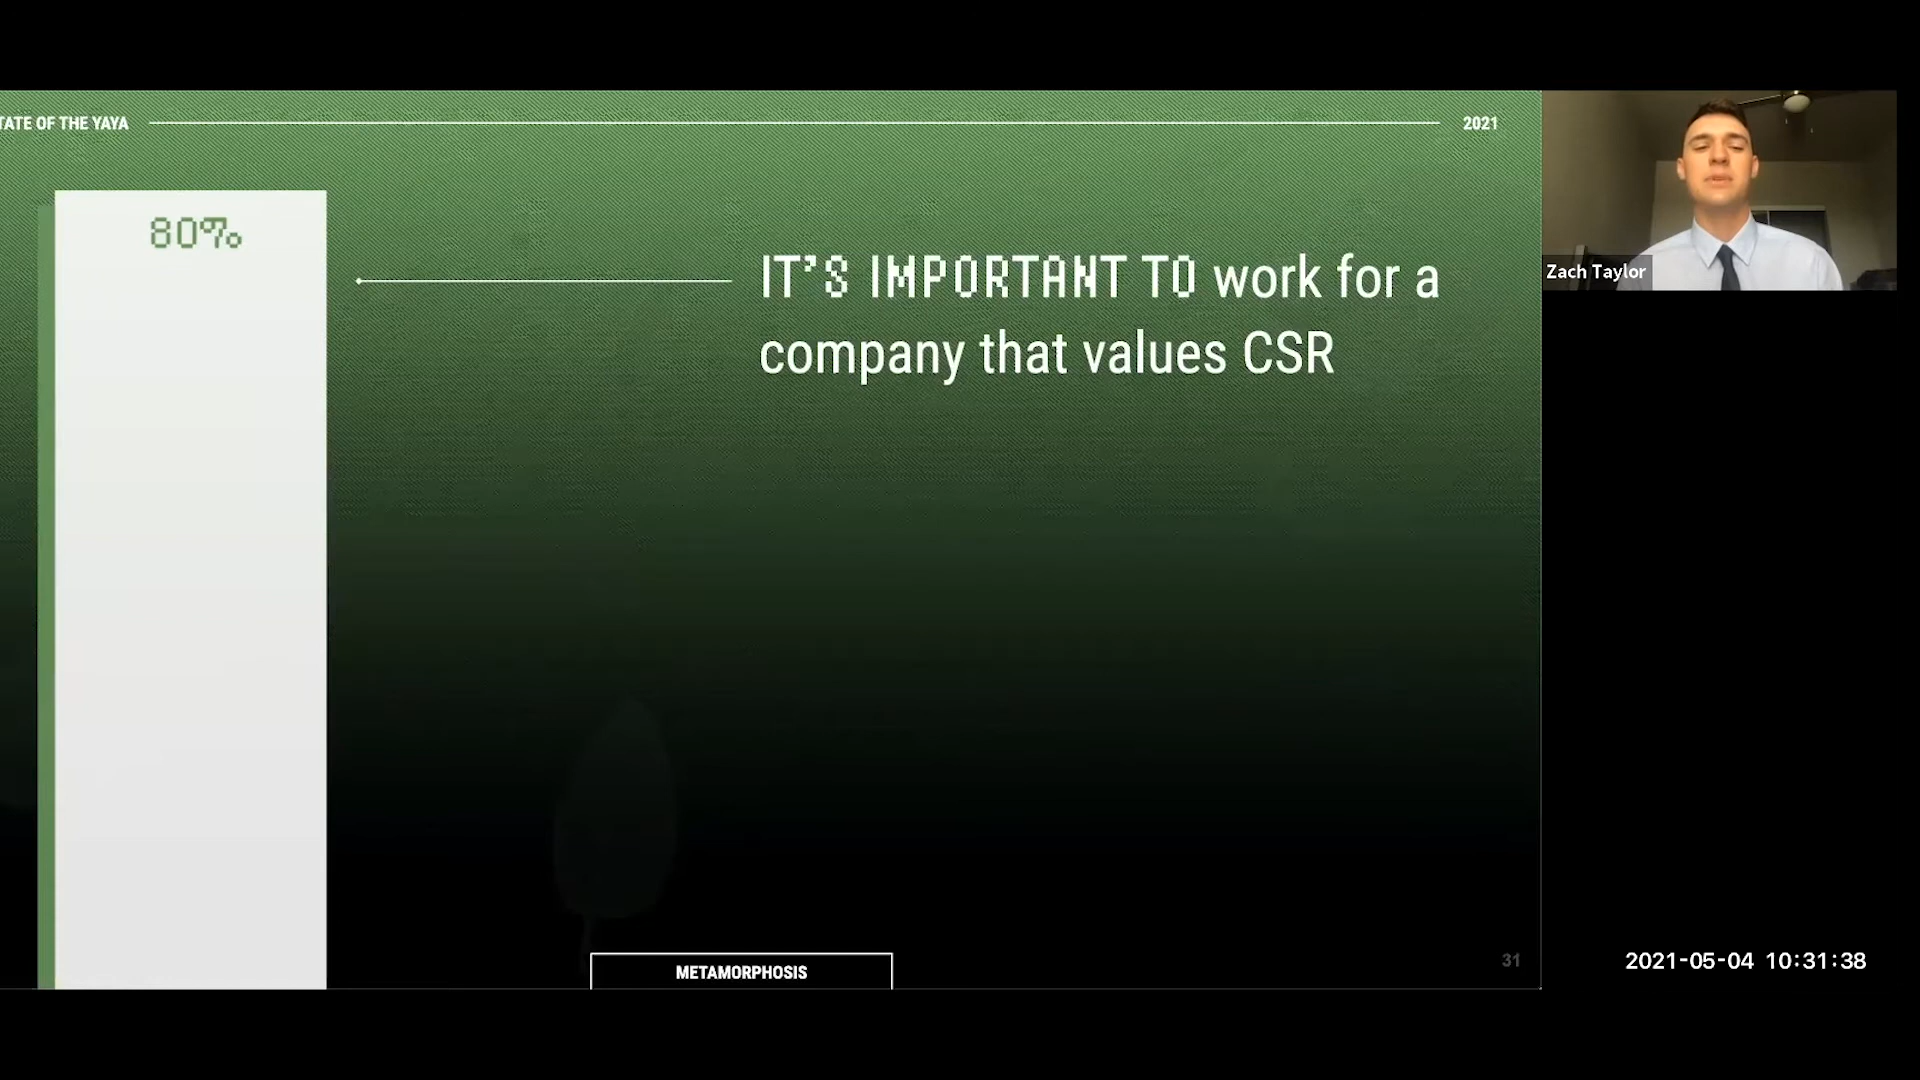 TATE OF THE YAYA
2021
80%
IT'S IMPORTANT TO work for a
company that values CSR
Zach Taylor
METAMORPHOSIS
31
2021-05-04 10:31:38